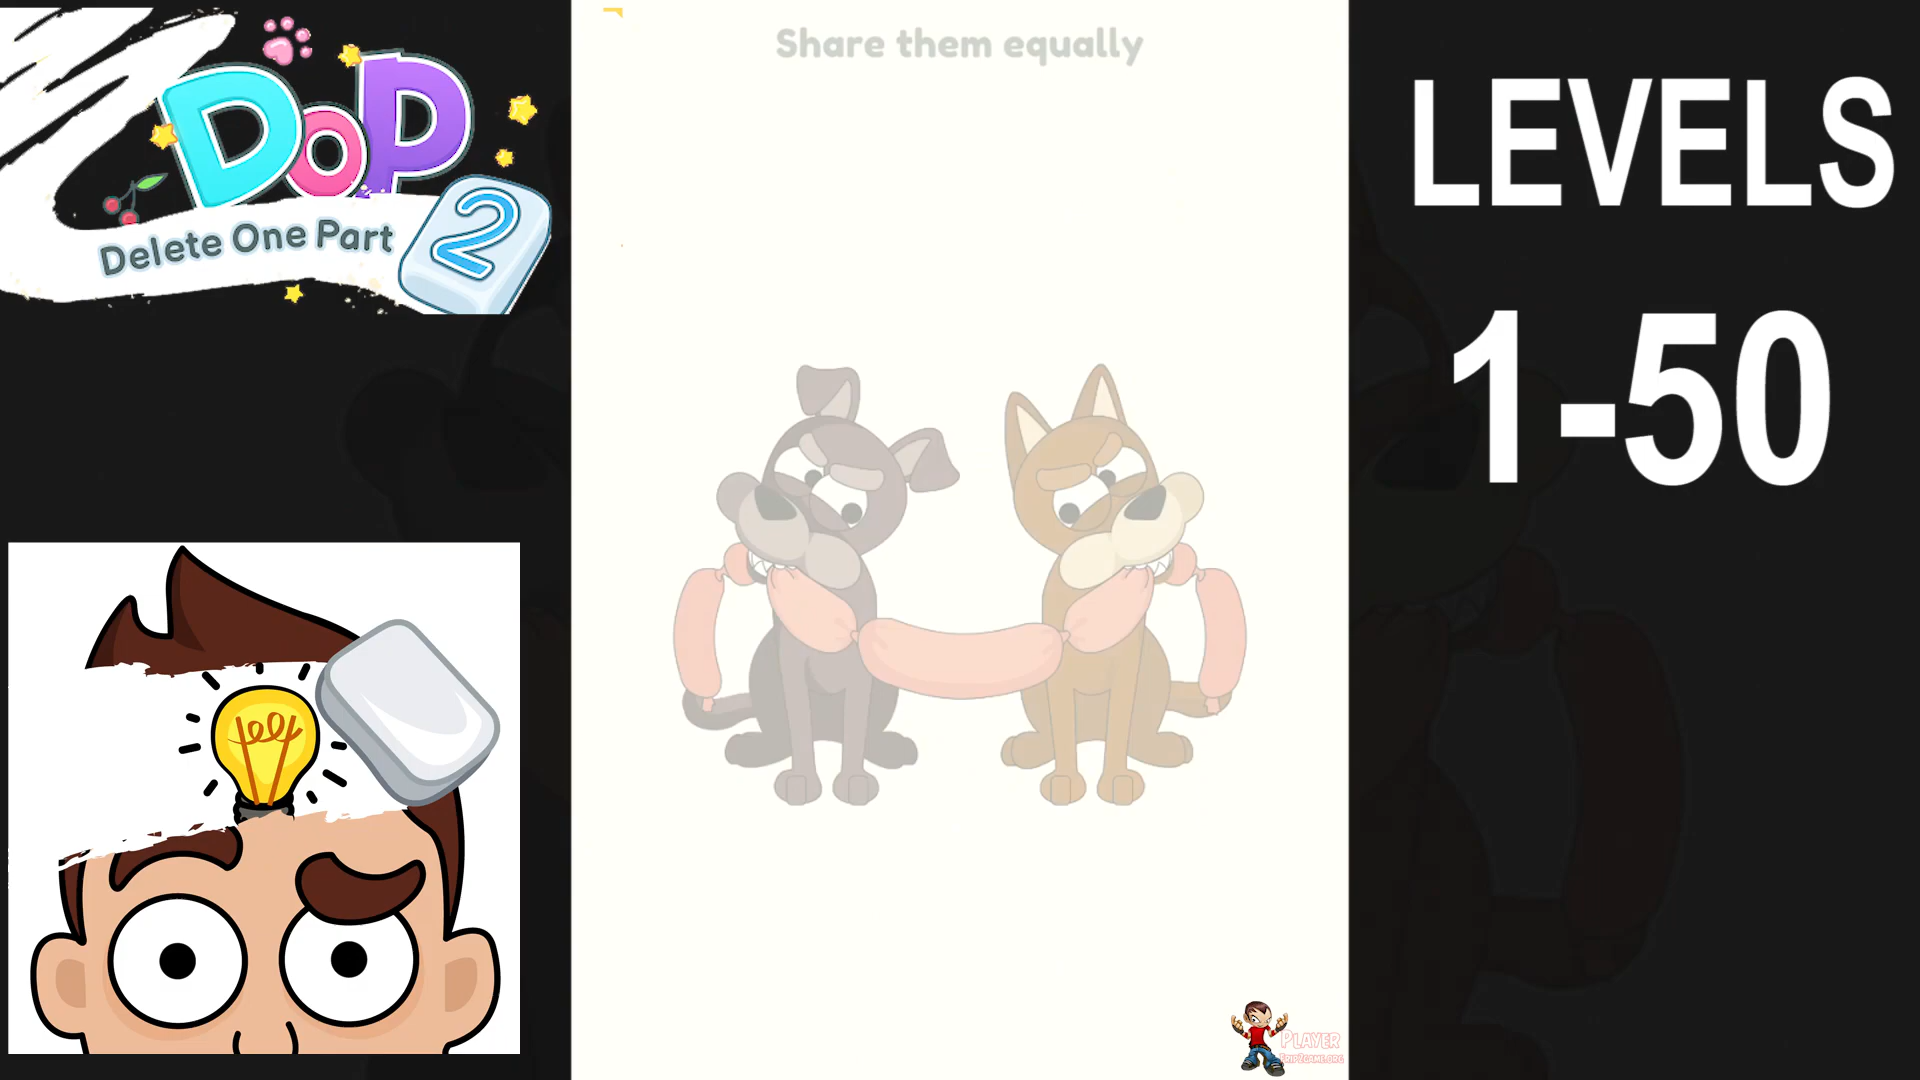 DOP
2
Delete One Part
Share them equally
LEVELS
1-50
PLAYER